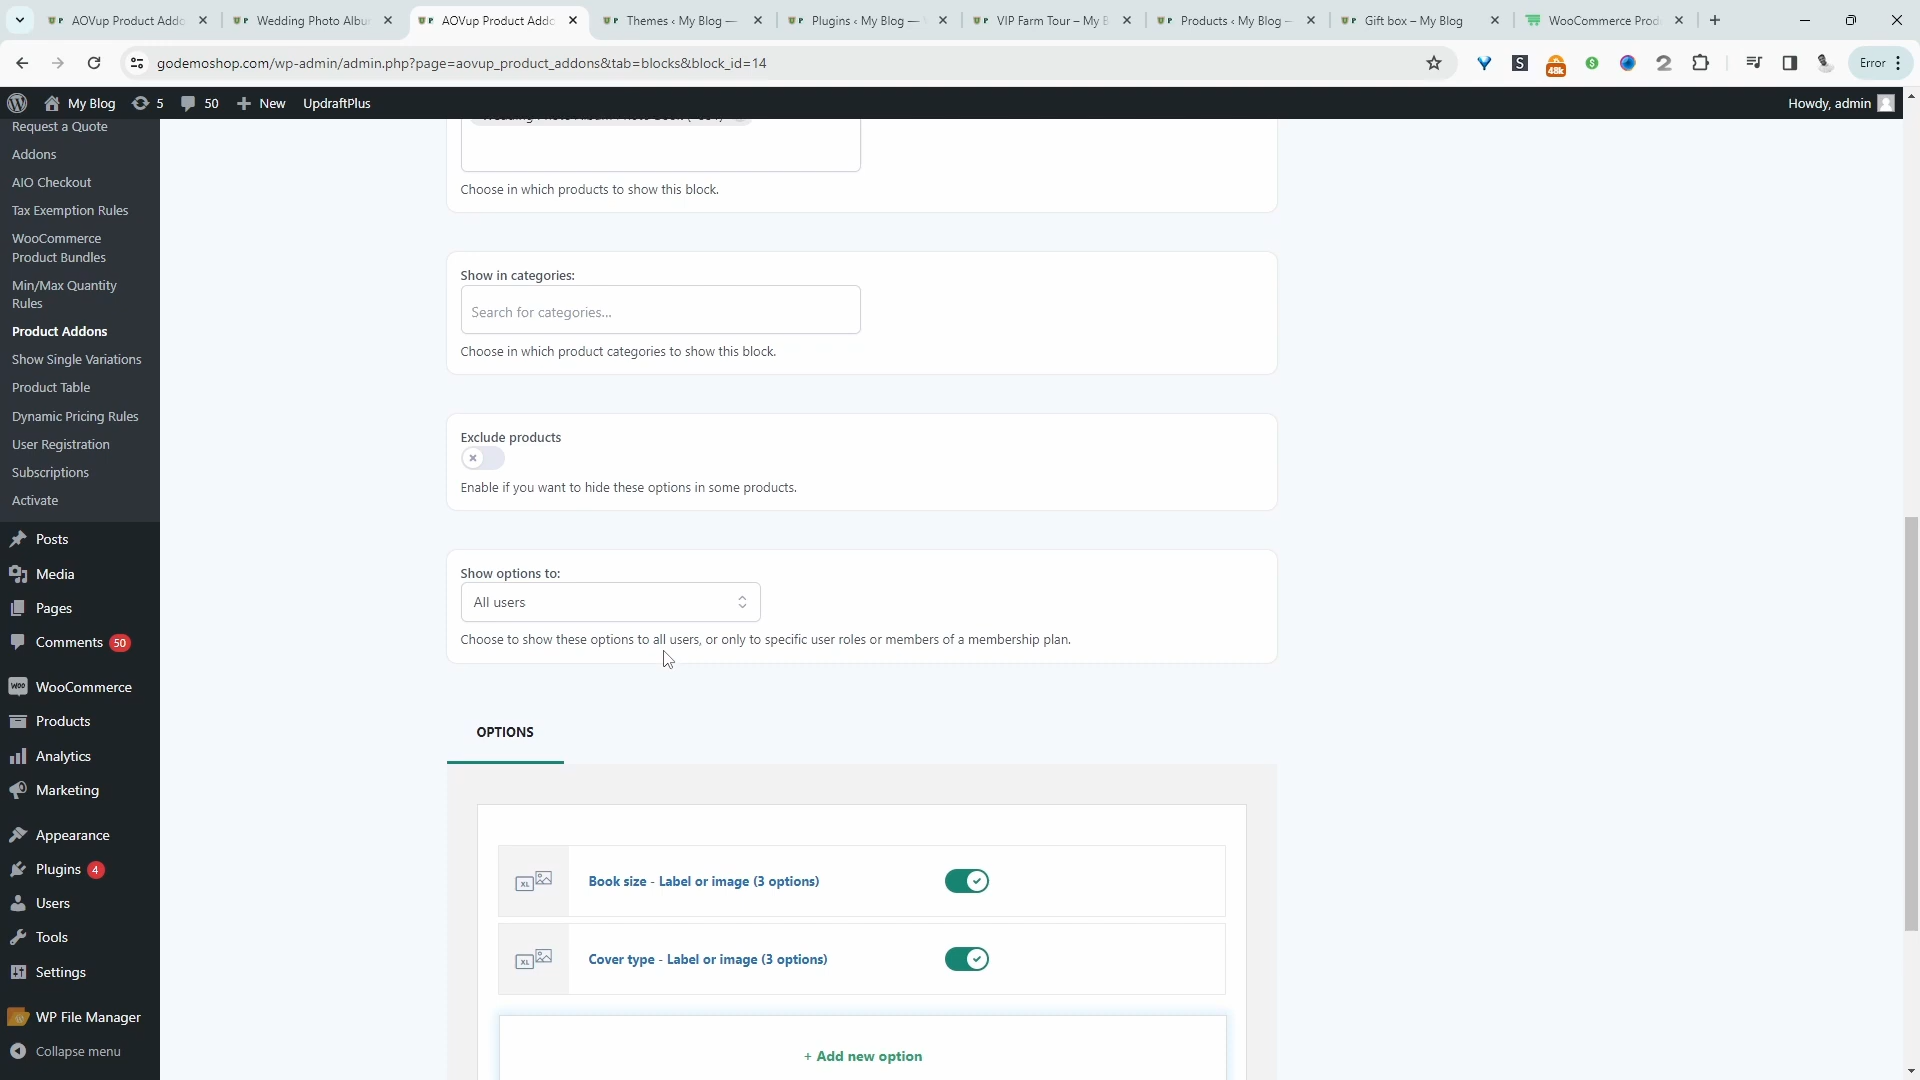 AOVup Product Addo
Wedding Photo Albu
AOVup Product Addo
Themes ‹ My Blog —
Plugins ‹ My Blog —
VIP Farm Tour – My B
Products ‹ My Blog –
Gift box – My Blog
WooCommerce Prod
godemoshop.com/wp-admin/admin.php?page=aovup_product_addons&tab=blocks&block_id=14
S
48k
Error
My Blog
5
50
New
UpdraftPlus
Howdy, admin
Request a Quote
Addons
AIO Checkout
Tax Exemption Rules
WooCommerce
Product Bundles
Min/Max Quantity
Rules
Product Addons
Show Single Variations
Product Table
Dynamic Pricing Rules
User Registration
Subscriptions
Activate
Posts
Media
Pages
Comments 50
WooCommerce
Products
Analytics
Marketing
Appearance
Plugins 4
Users
Tools
Settings
WP File Manager
Collapse menu
Choose in which products to show this block.
Show in categories:
Search for categories...
Choose in which product categories to show this block.
Exclude products
Enable if you want to hide these options in some products.
Show options to:
All users
Choose to show these options to all users, or only to specific user roles or members of a membership plan.
OPTIONS
XL
Book size - Label or image (3 options)
XL
Cover type - Label or image (3 options)
+ Add new option